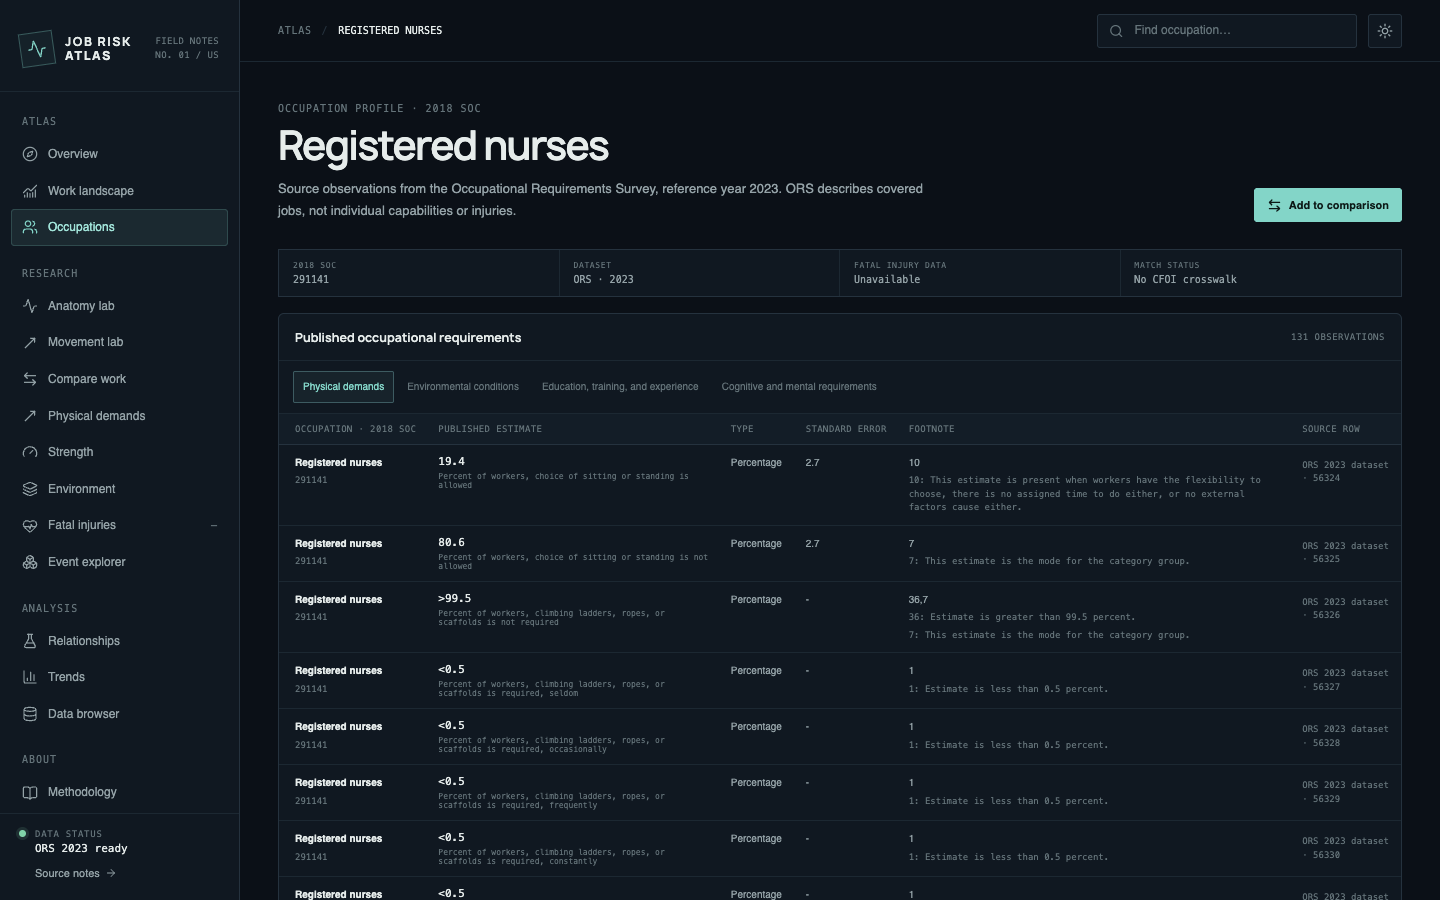 JOB RISK
ATLAS
FIELD NOTES
NO. 01 / US
ATLAS
Overview
Work landscape
Occupations
RESEARCH
Anatomy lab
Movement lab
Compare work
Physical demands
Strength
Environment
Fatal injuries –
Event explorer
ANALYSIS
Relationships
Trends
Data browser
ABOUT
Methodology
DATA STATUS
ORS 2023 ready
Source notes →
ATLAS / REGISTERED NURSES
Find occupation...
OCCUPATION PROFILE · 2018 SOC
Registered nurses
Source observations from the Occupational Requirements Survey, reference year 2023. ORS describes covered
jobs, not individual capabilities or injuries.
Add to comparison
2018 SOC
291141
DATASET
ORS · 2023
FATAL INJURY DATA
Unavailable
MATCH STATUS
No CFOI crosswalk
Published occupational requirements
131 OBSERVATIONS
Physical demands Environmental conditions Education, training, and experience Cognitive and mental requirements
OCCUPATION · 2018 SOC PUBLISHED ESTIMATE TYPE STANDARD ERROR FOOTNOTE SOURCE ROW
Registered nurses
291141
19.4
Percent of workers, choice of sitting or standing is
allowed
Percentage
2.7
10
10: This estimate is present when workers have the flexibility to
choose, there is no assigned time to do either, or no external
factors cause either.
ORS 2023 dataset
· 56324
Registered nurses
291141
80.6
Percent of workers, choice of sitting or standing is not
allowed
Percentage
2.7
7
7: This estimate is the mode for the category group.
ORS 2023 dataset
· 56325
Registered nurses
291141
>99.5
Percent of workers, climbing ladders, ropes, or
scaffolds is not required
Percentage
-
36,7
36: Estimate is greater than 99.5 percent.
7: This estimate is the mode for the category group.
ORS 2023 dataset
· 56326
Registered nurses
291141
<0.5
Percent of workers, climbing ladders, ropes, or
scaffolds is required, seldom
Percentage
-
1
1: Estimate is less than 0.5 percent.
ORS 2023 dataset
· 56327
Registered nurses
291141
<0.5
Percent of workers, climbing ladders, ropes, or
scaffolds is required, occasionally
Percentage
-
1
1: Estimate is less than 0.5 percent.
ORS 2023 dataset
· 56328
Registered nurses
291141
<0.5
Percent of workers, climbing ladders, ropes, or
scaffolds is required, frequently
Percentage
-
1
1: Estimate is less than 0.5 percent.
ORS 2023 dataset
· 56329
Registered nurses
291141
<0.5
Percent of workers, climbing ladders, ropes, or
scaffolds is required, constantly
Percentage
-
1
1: Estimate is less than 0.5 percent.
ORS 2023 dataset
· 56330
Registered nurses
<0.5
Percentage
-
1
ORS 2023 dataset